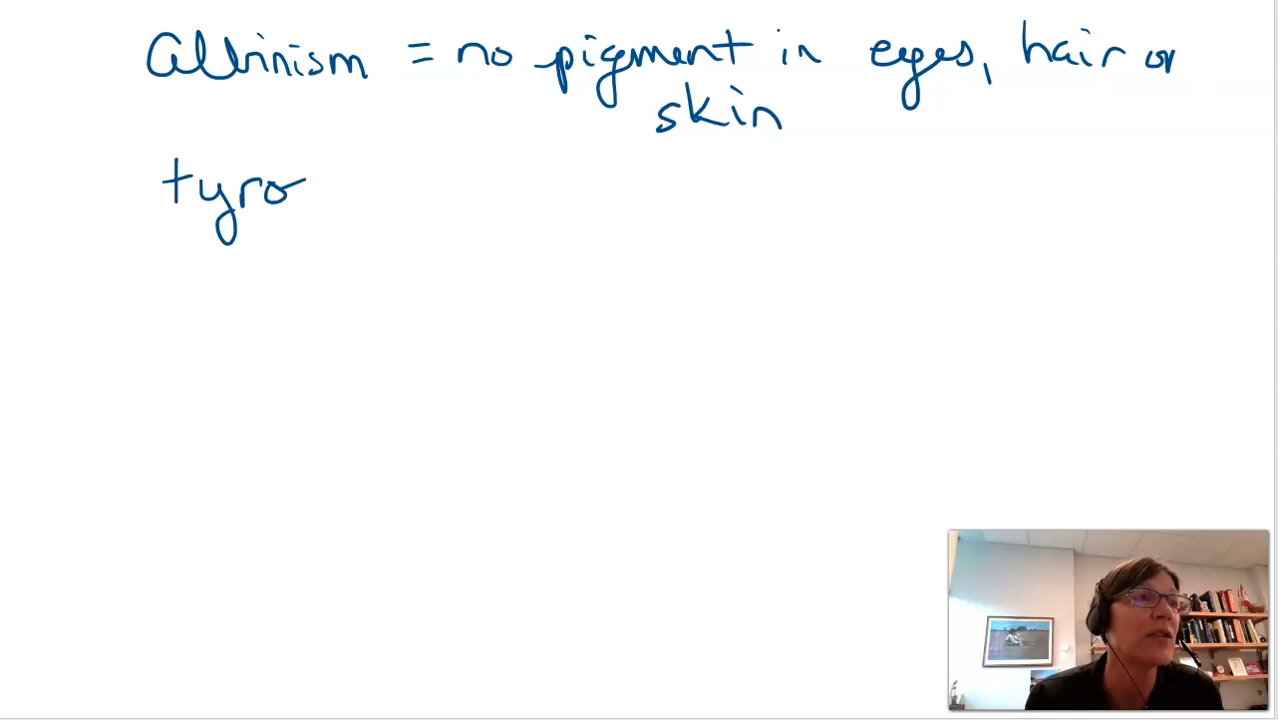 albinism = no pigment in eyes, hair or
skin
tyro